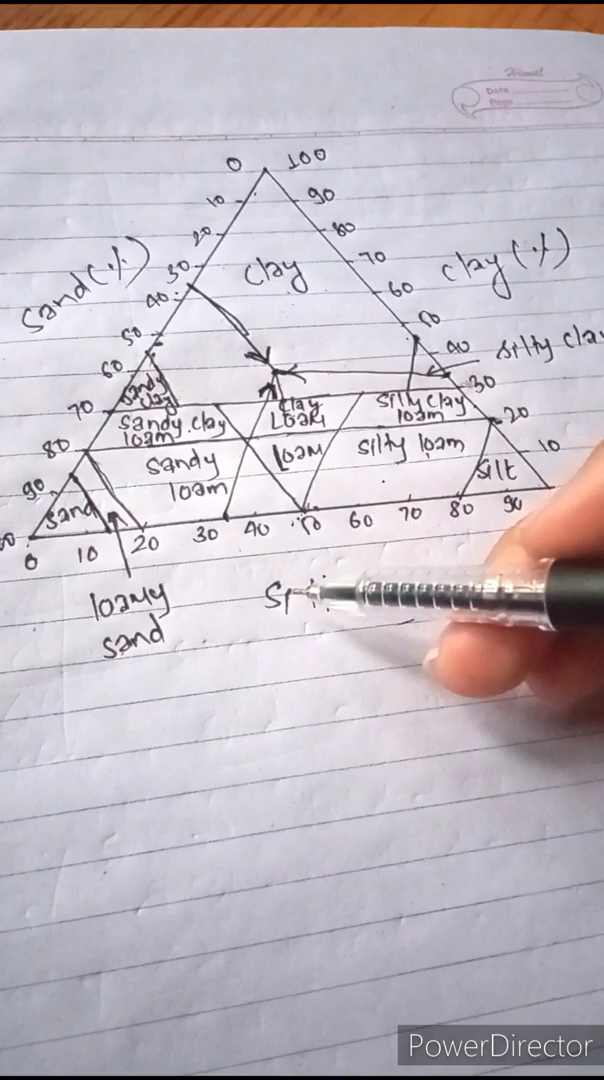 Date
Page
0 100
10 90
20 80
30 70
40 60
50 50
60 40
70 30
80 20
90 10
Sand (%)
Clay (%)
Clay
Silty clay
Sandy
clay
Sandy clay
loam
Clay
Loam
Silty clay
loam
Sandy
loam
Loam
Silty loam
Silt
Sand
0 10 20 30 40 50 60 70 80 90
loamy
sand
PowerDirector